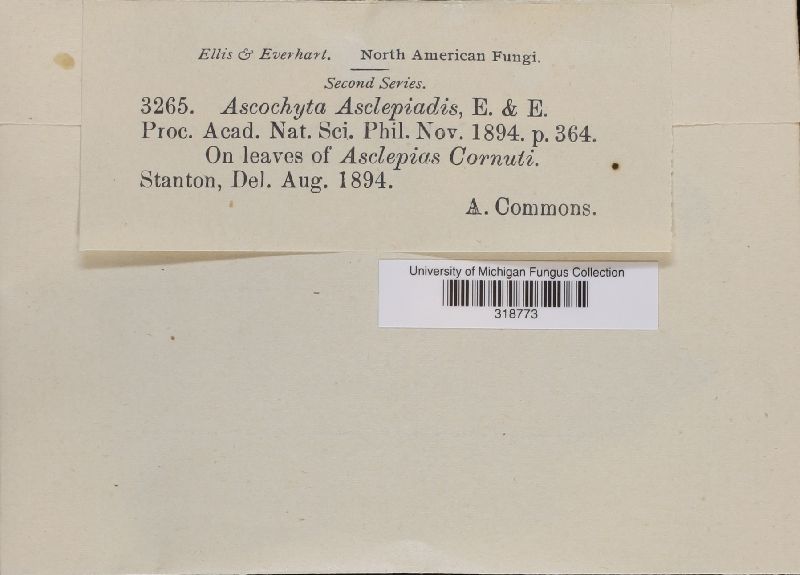 Ellis & Everhart. North American Fungi.
Second Series.
3265. Ascochyta Asclepiadis, E. & E.
Proc. Acad. Nat. Sci. Phil. Nov. 1894. p. 364.
On leaves of Asclepias Cornuti.
Stanton, Del. Aug. 1894.
A. Commons.
University of Michigan Fungus Collection
318773